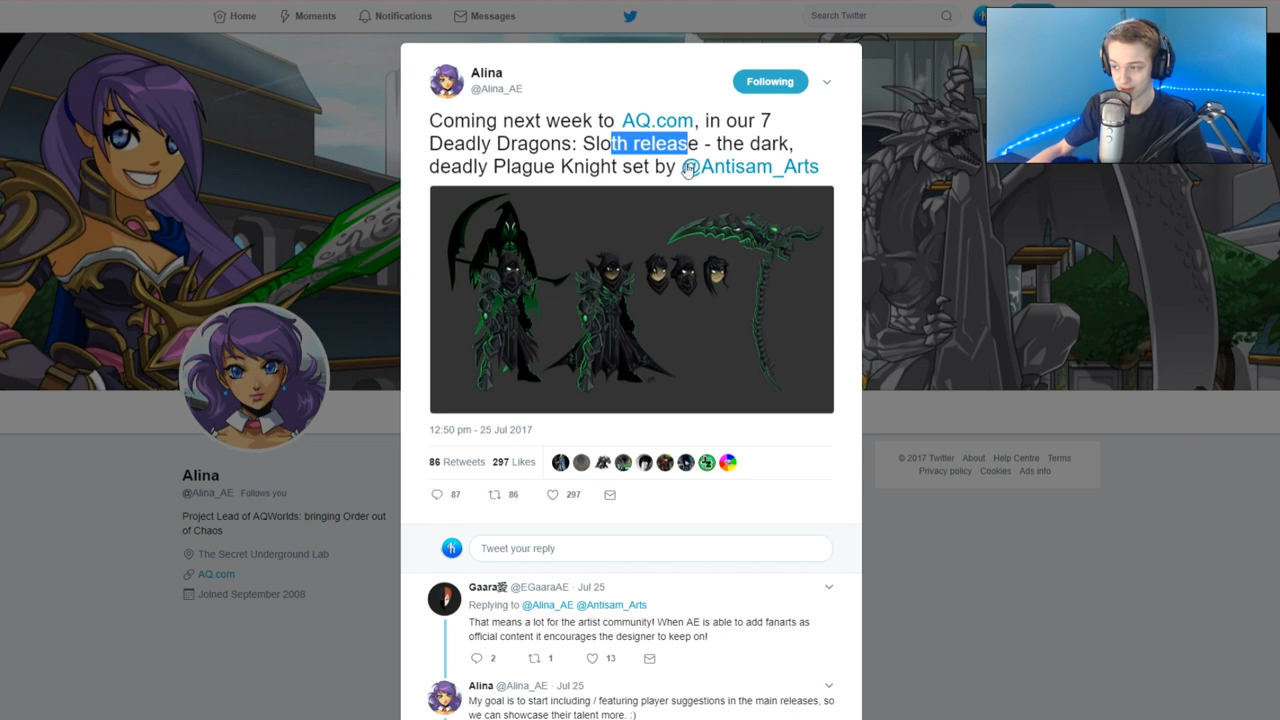 Home Moments Notifications Messages Search Twitter
Alina
@Alina_AE
Following
Coming next week to AQ.com, in our 7
Deadly Dragons: Sloth release - the dark,
deadly Plague Knight set by @Antisam_Arts
12:50 pm - 25 Jul 2017
86 Retweets 297 Likes
87 86 297
Tweet your reply
Gaara愛 @EGaaraAE · Jul 25
Replying to @Alina_AE @Antisam_Arts
That means a lot for the artist community! When AE is able to add fanarts as
official content it encourages the designer to keep on!
2 1 13
Alina @Alina_AE · Jul 25
My goal is to start including / featuring player suggestions in the main releases, so
we can showcase their talent more. :)
Alina
@Alina_AE Follows you
Project Lead of AQWorlds: bringing Order out
of Chaos
The Secret Underground Lab
AQ.com
Joined September 2008
© 2017 Twitter About Help Centre Terms
Privacy policy Cookies Ads info